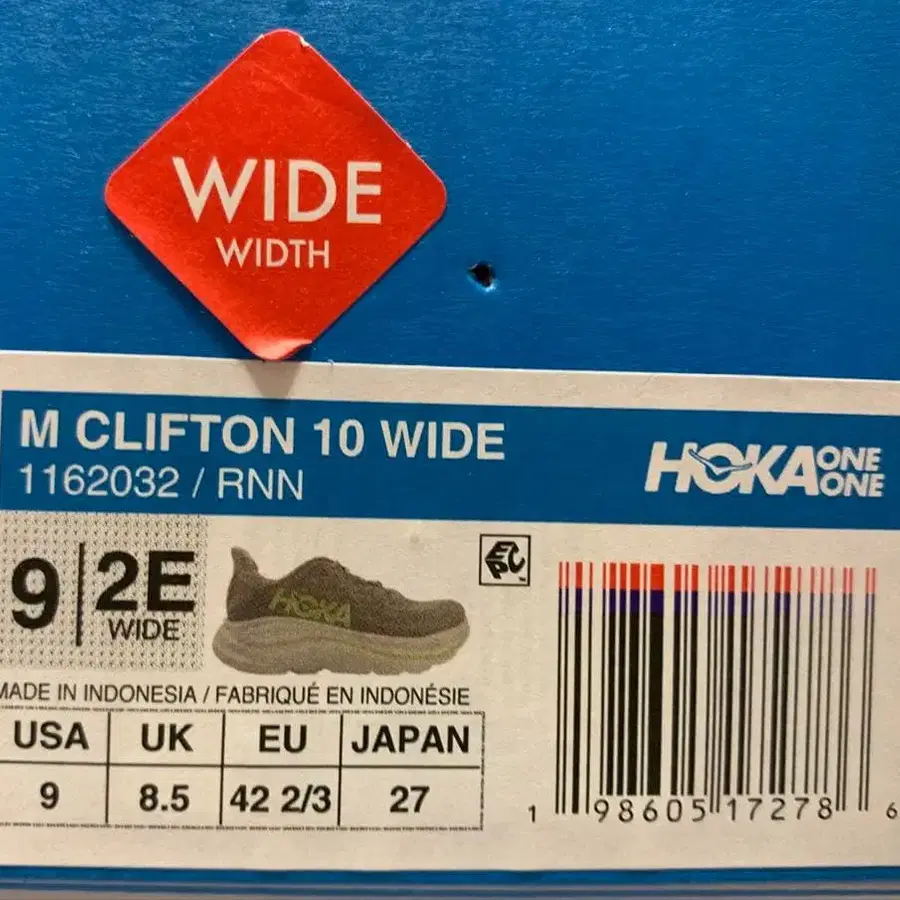 WIDE
WIDTH
M CLIFTON 10 WIDE
1162032 / RNN
HOKA ONE ONE
9 | 2E WIDE
HOKA
EPC
MADE IN INDONESIA / FABRIQUÉ EN INDONÉSIE
USA UK EU JAPAN
9 8.5 42 2/3 27
1 98605 17278 6